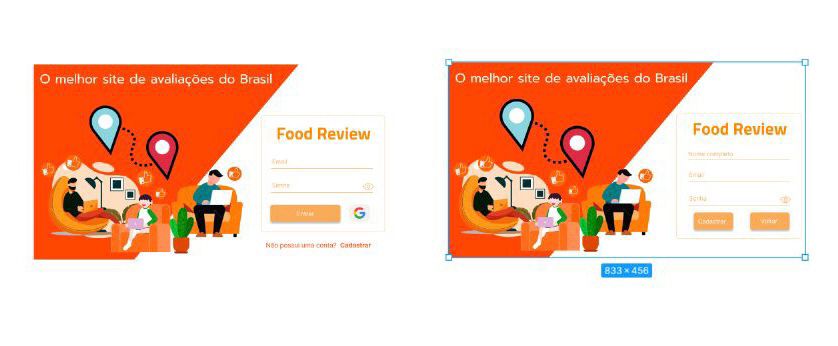 O melhor site de avaliações do Brasil
Food Review
Email
Senha
Entrar
Não possui uma conta? Cadastrar
O melhor site de avaliações do Brasil
Food Review
Nome completo
Email
Senha
Cadastrar
Voltar
833 × 456